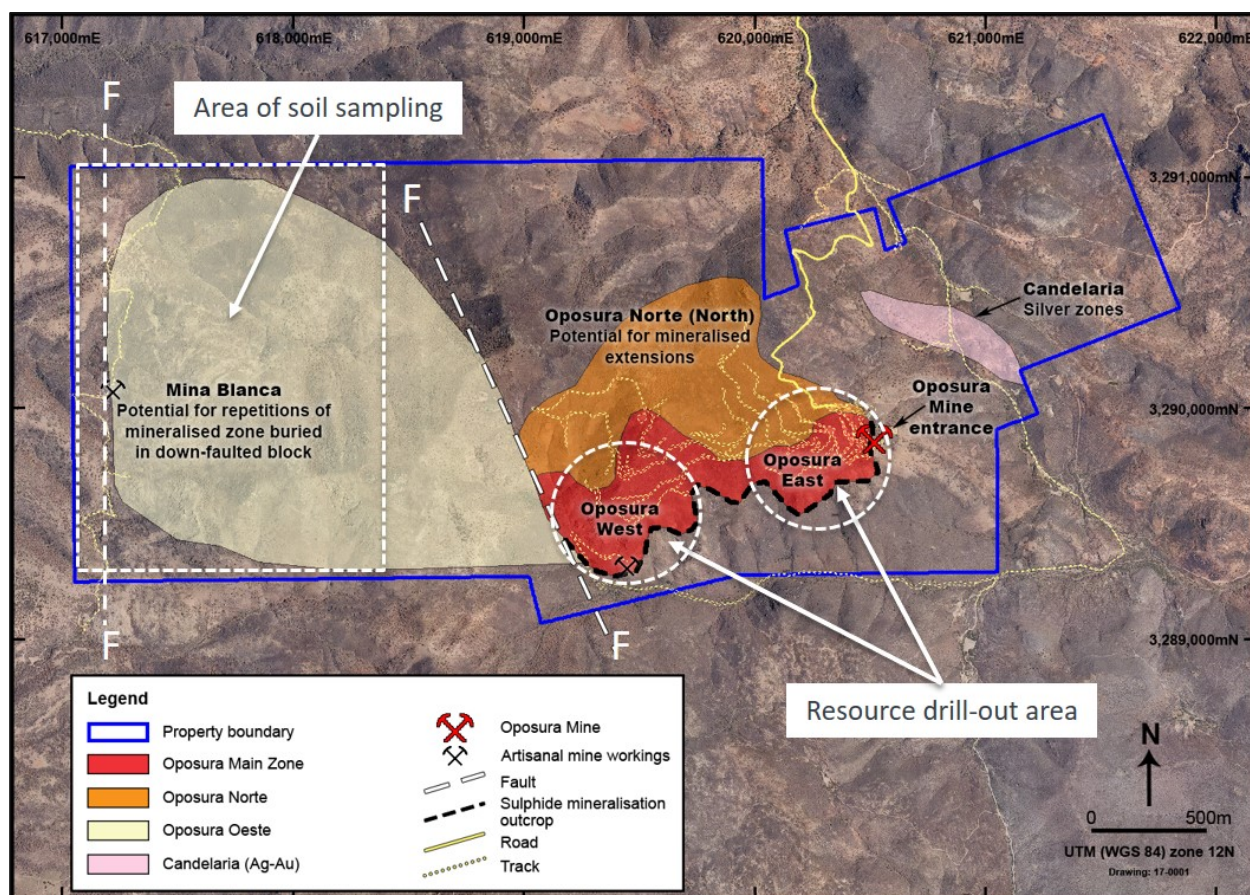 617,000mE
618,000mE
619,000mE
620,000mE
621,000mE
622,000mE
F
Area of soil sampling
F
3,291,000mN
Candelaria
Silver zones
Oposura Norte (North)
Potential for mineralised
extensions
Mina Blanca
Potential for repetitions of
mineralised zone buried
in down-faulted block
Oposura
Mine
entrance
3,290,000mN
Oposura
East
Oposura
West
F
F
3,289,000mN
Resource drill-out area
Legend
Property boundary
Oposura Main Zone
Oposura Norte
Oposura Oeste
Candelaria (Ag-Au)
Oposura Mine
Artisanal mine workings
Fault
Sulphide mineralisation
outcrop
Road
Track
N
0 500m
UTM (WGS 84) zone 12N
Drawing: 17-0001